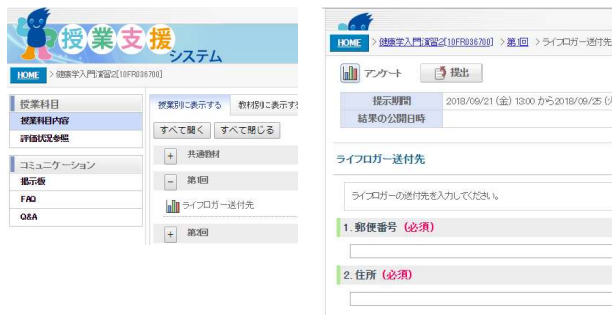 授業支援
システム
HOME > 健康学入門演習2[10FR036700]
授業科目
授業科目内容
評価状況参照
コミュニケーション
掲示板
FAQ
Q&A
授業別に表示する 教材別に表示する
すべて開く すべて閉じる
+ 共通教材
- 第1回
ライフロガー送付先
+ 第2回
HOME > 健康学入門演習2[10FR036700] > 第1回 > ライフロガー送付先
アンケート 提出
提示期間 2018/09/21 (金) 13:00 から2018/09/25 (火
結果の公開日時
ライフロガー送付先
ライフロガーの送付先を入力してください。
1. 郵便番号 (必須)
2. 住所 (必須)